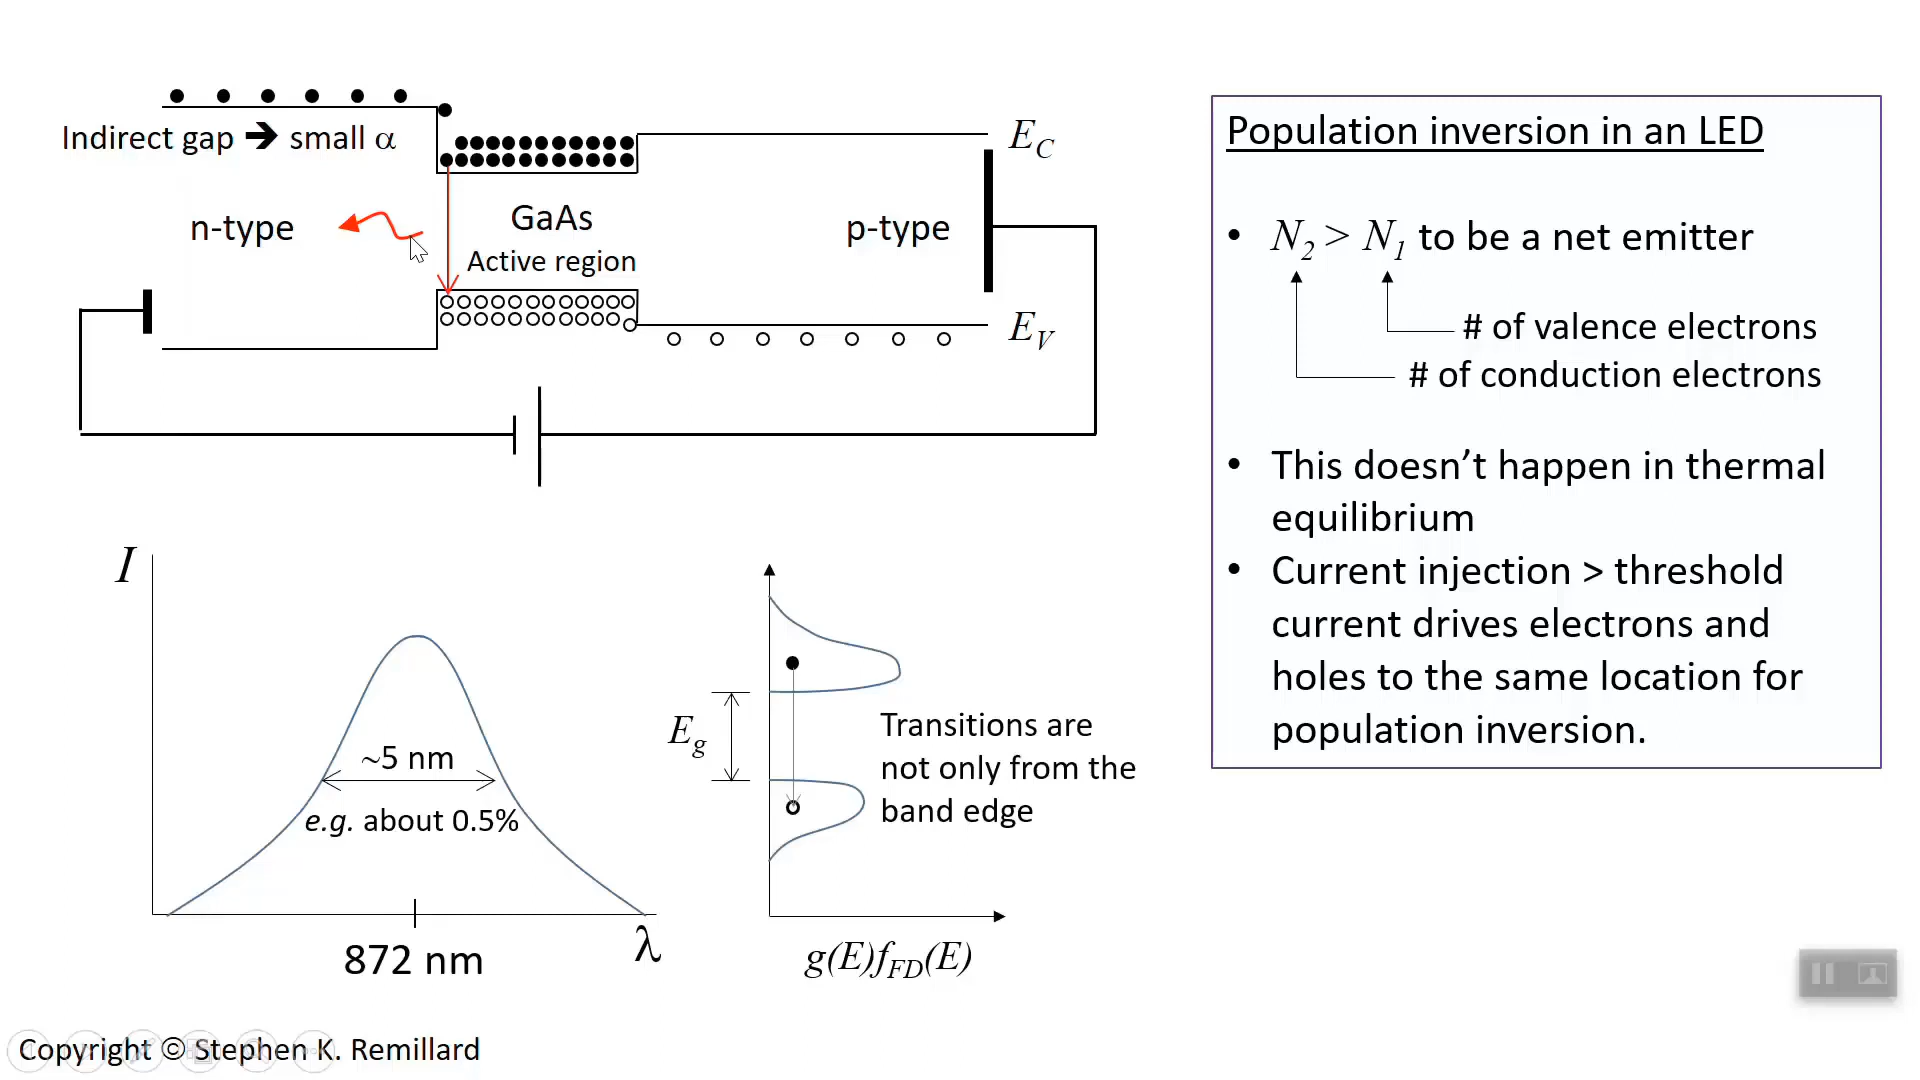 Indirect gap 🡺 small α
n-type
GaAs
Active region
p-type
E_C
E_V
I
~5 nm
e.g. about 0.5%
872 nm
λ
E_g
Transitions are
not only from the
band edge
g(E)f_FD(E)
Population inversion in an LED
• N_2 > N_1 to be a net emitter
# of valence electrons
# of conduction electrons
• This doesn’t happen in thermal
equilibrium
• Current injection > threshold
current drives electrons and
holes to the same location for
population inversion.
Copyright © Stephen K. Remillard